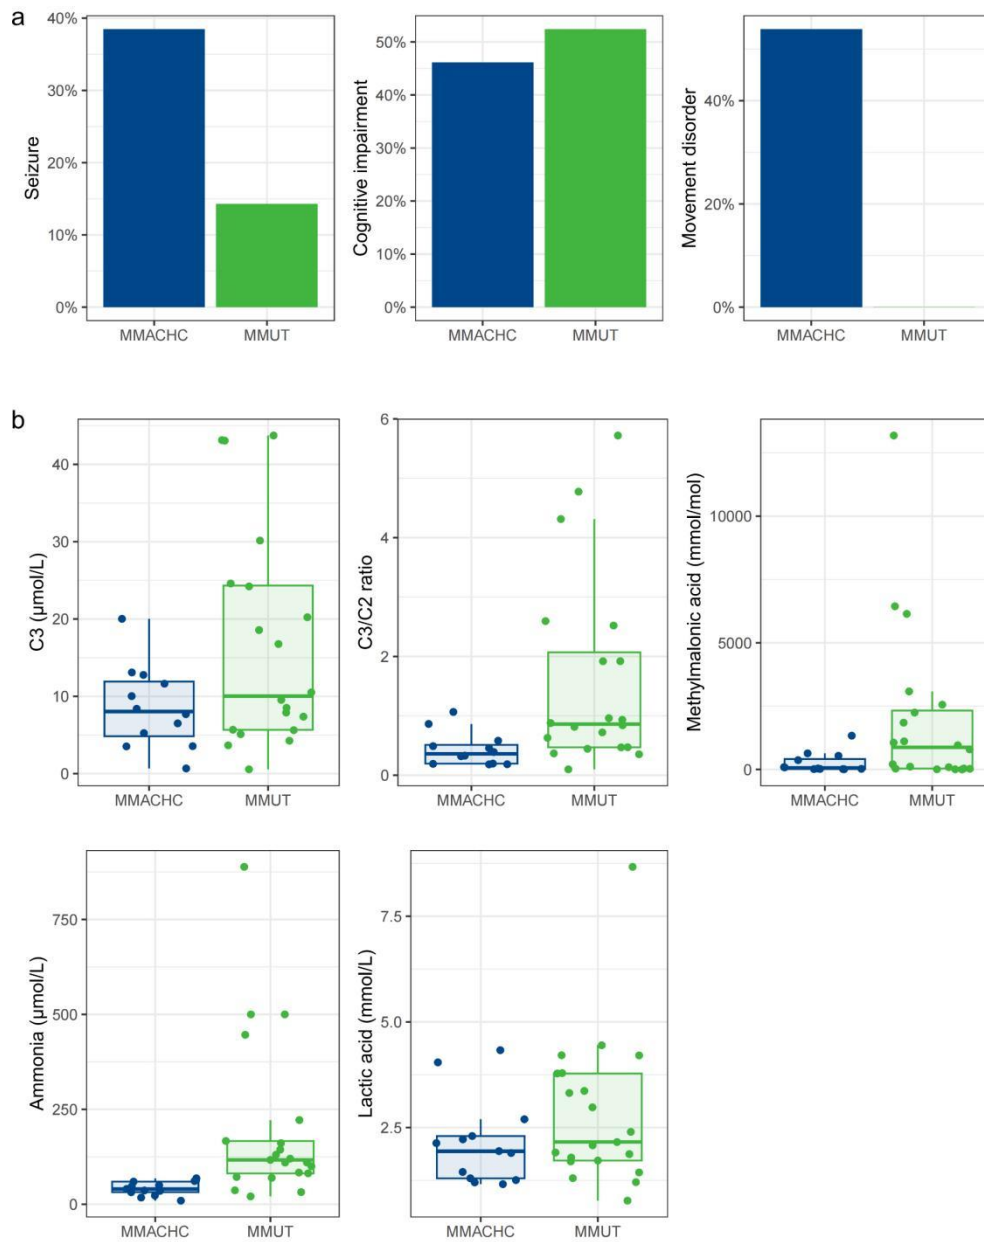 a
Seizure
40%
30%
20%
10%
0%
MMACHC
MMUT
Cognitive impairment
50%
40%
30%
20%
10%
0%
MMACHC
MMUT
Movement disorder
40%
20%
0%
MMACHC
MMUT
b
C3 (μmol/L)
40
30
20
10
0
MMACHC
MMUT
C3/C2 ratio
6
4
2
0
MMACHC
MMUT
Methylmalonic acid (mmol/mol)
10000
5000
0
MMACHC
MMUT
Ammonia (μmol/L)
750
500
250
0
MMACHC
MMUT
Lactic acid (mmol/L)
7.5
5.0
2.5
MMACHC
MMUT